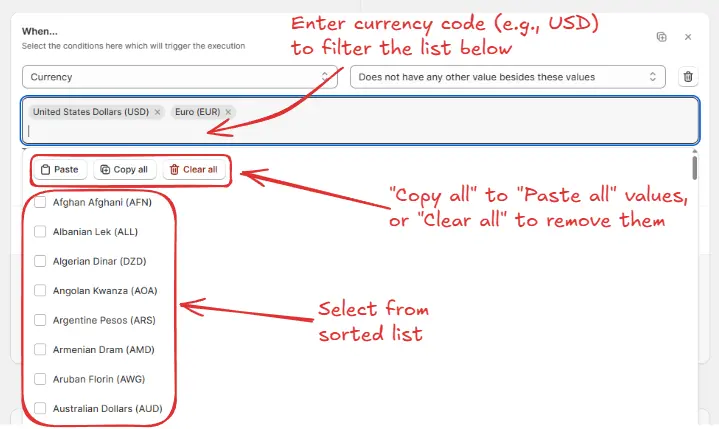 Enter currency code (e.g., USD)
to filter the list below
When...
Select the conditions here which will trigger the execution
Currency
Does not have any other value besides these values
United States Dollars (USD) ×
Euro (EUR) ×
Paste
Copy all
Clear all
"Copy all" to "Paste all" values,
or "Clear all" to remove them
Afghan Afghani (AFN)
Albanian Lek (ALL)
Algerian Dinar (DZD)
Angolan Kwanza (AOA)
Argentine Pesos (ARS)
Armenian Dram (AMD)
Aruban Florin (AWG)
Australian Dollars (AUD)
Select from
sorted list